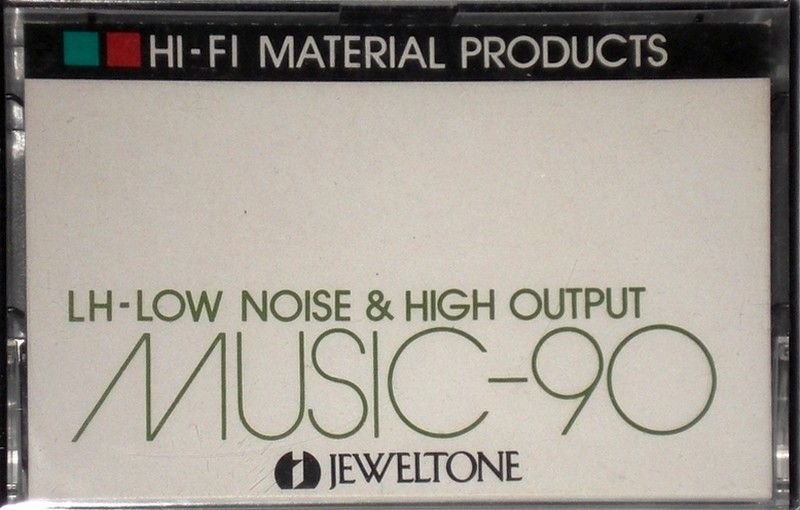 HI-FI MATERIAL PRODUCTS
LH-LOW NOISE & HIGH OUTPUT
MUSIC-90
JEWELTONE